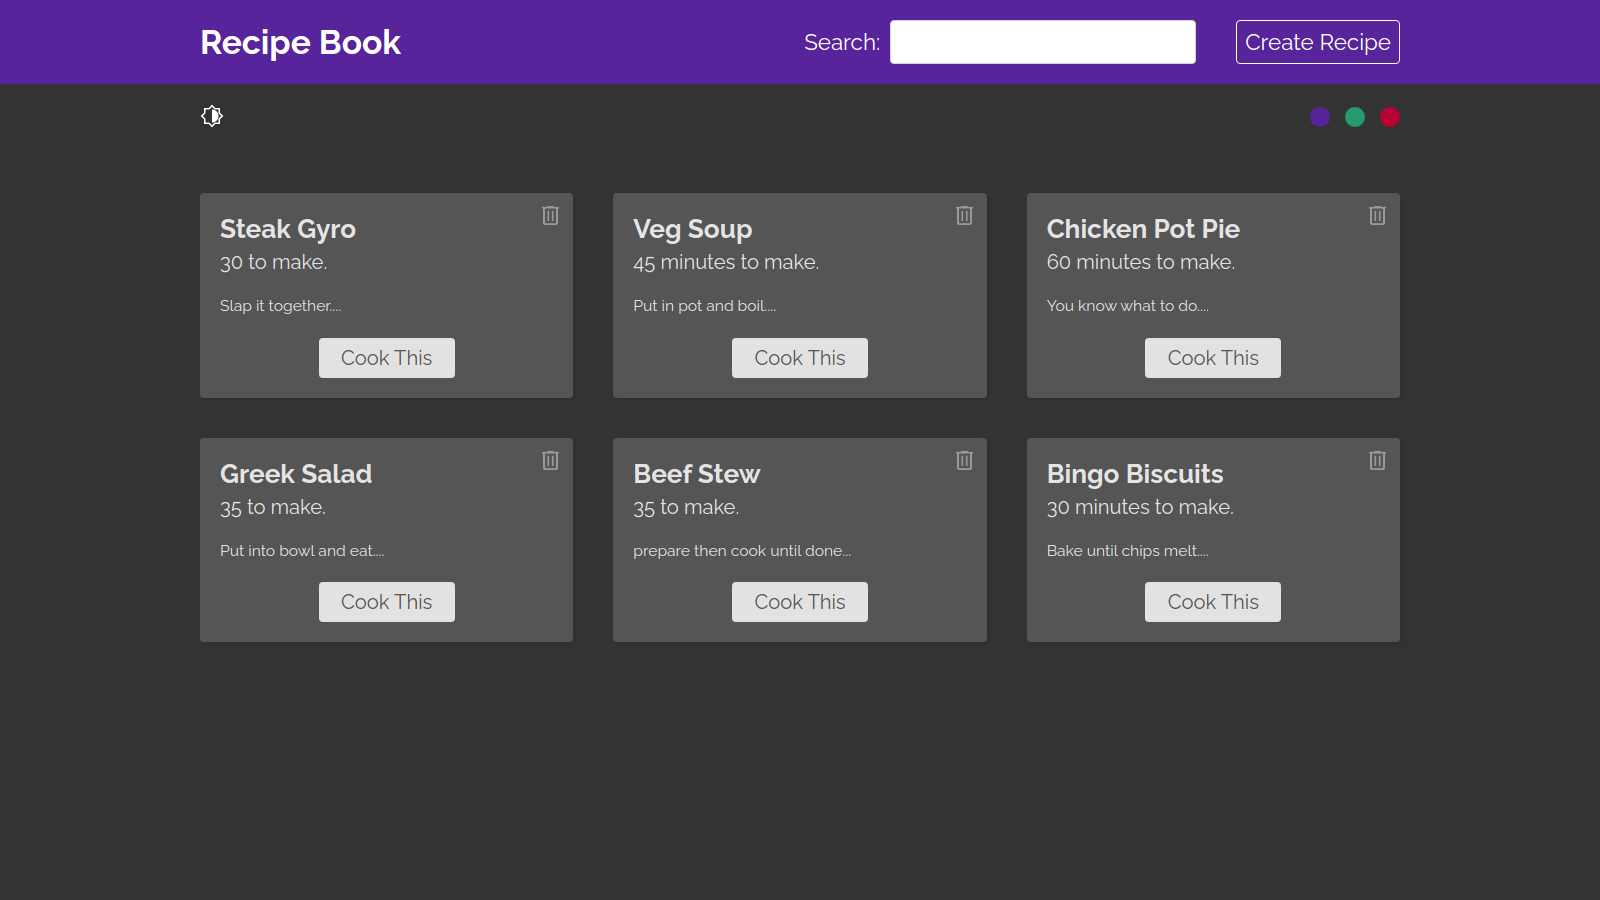 Recipe Book
Search:
Create Recipe
Steak Gyro
30 to make.
Slap it together....
Cook This
Veg Soup
45 minutes to make.
Put in pot and boil....
Cook This
Chicken Pot Pie
60 minutes to make.
You know what to do....
Cook This
Greek Salad
35 to make.
Put into bowl and eat....
Cook This
Beef Stew
35 to make.
prepare then cook until done...
Cook This
Bingo Biscuits
30 minutes to make.
Bake until chips melt....
Cook This